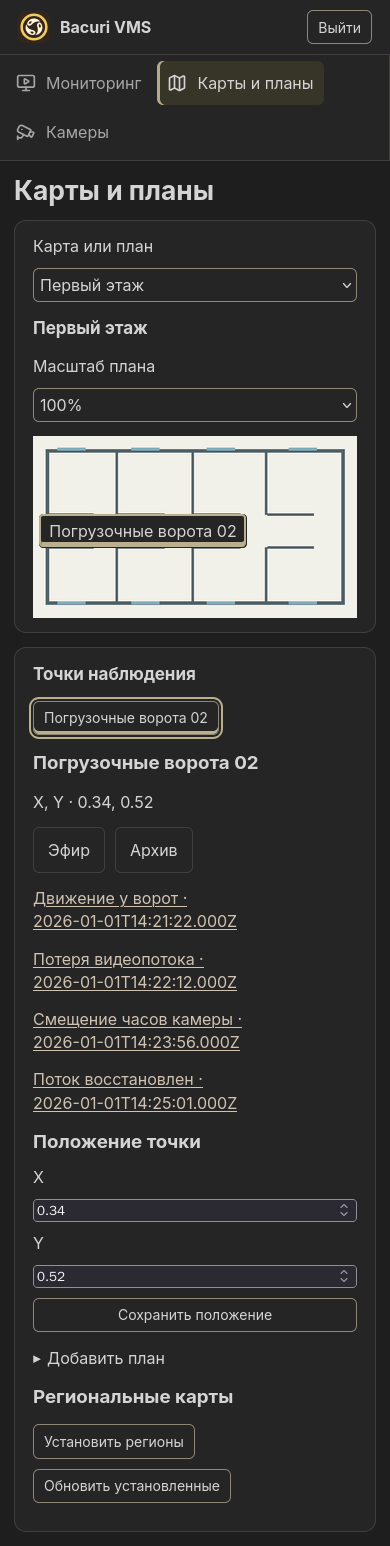 Bacuri VMS
Выйти
Мониторинг
Карты и планы
Камеры
Карты и планы
Карта или план
Первый этаж
Первый этаж
Масштаб плана
100%
Погрузочные ворота 02
Точки наблюдения
Погрузочные ворота 02
Погрузочные ворота 02
X, Y · 0.34, 0.52
Эфир
Архив
Движение у ворот ·
2026-01-01T14:21:22.000Z
Потеря видеопотока ·
2026-01-01T14:22:12.000Z
Смещение часов камеры ·
2026-01-01T14:23:56.000Z
Поток восстановлен ·
2026-01-01T14:25:01.000Z
Положение точки
X
0.34
Y
0.52
Сохранить положение
▸ Добавить план
Региональные карты
Установить регионы
Обновить установленные